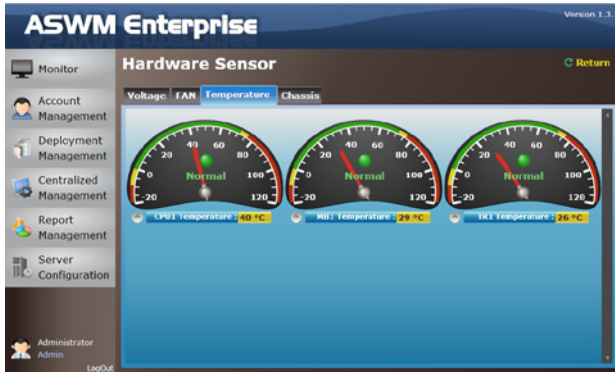 ASWM Enterprise
Version 1.3.
Monitor
Account
Management
Deployment
Management
Centralized
Management
Report
Management
Server
Configuration
Administrator
Admin
LogOut
Hardware Sensor
Return
Voltage FAN Temperature Chassis
-20 0 20 40 60 80 100 120
Normal
CPU1 Temperature : 40 °C
-20 0 20 40 60 80 100 120
Normal
MB1 Temperature : 29 °C
-20 0 20 40 60 80 100 120
Normal
TR1 Temperature : 26 °C